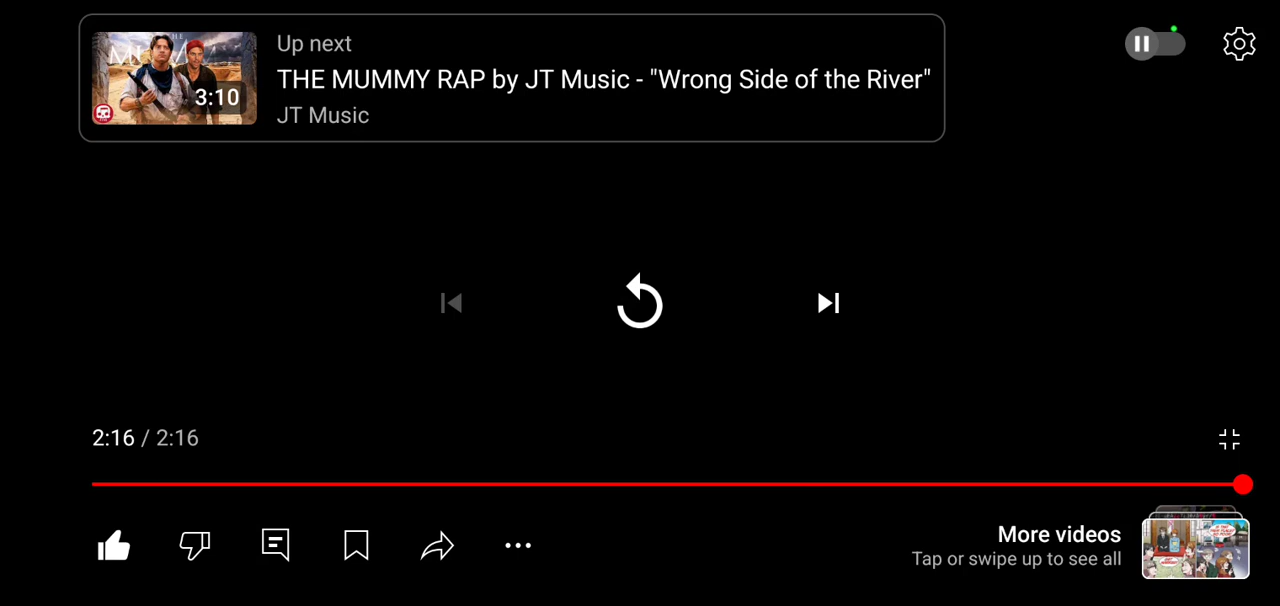 Up next
THE MUMMY RAP by JT Music - "Wrong Side of the River"
JT Music
3:10
2:16 / 2:16
More videos
Tap or swipe up to see all